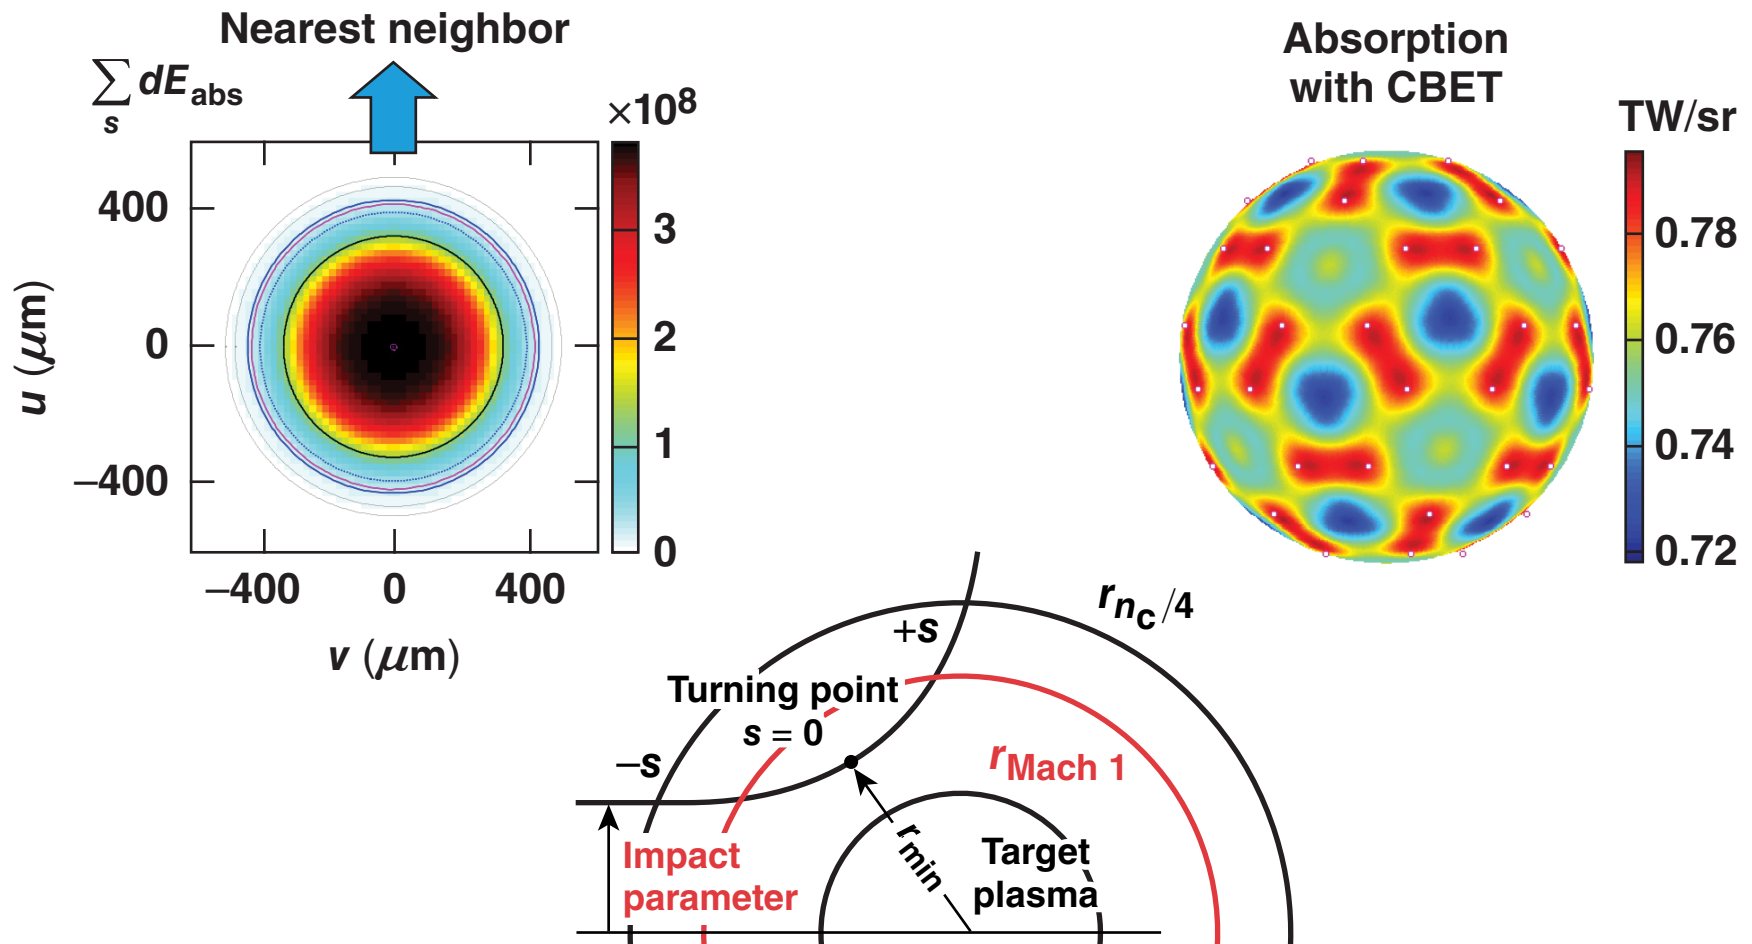 Nearest neighbor
∑ dE_abs
s
×10⁸
400
0
−400
u (μm)
3
2
1
0
−400
0
400
v (μm)
Absorption
with CBET
TW/sr
0.78
0.76
0.74
0.72
r_nc/4
+s
Turning point
s = 0
−s
r_Mach 1
Impact
parameter
r_min
Target
plasma